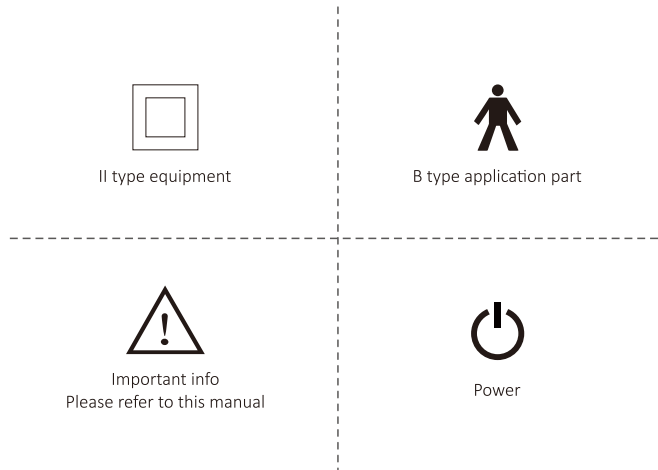 II type equipment
B type application part
Important info
Please refer to this manual
Power